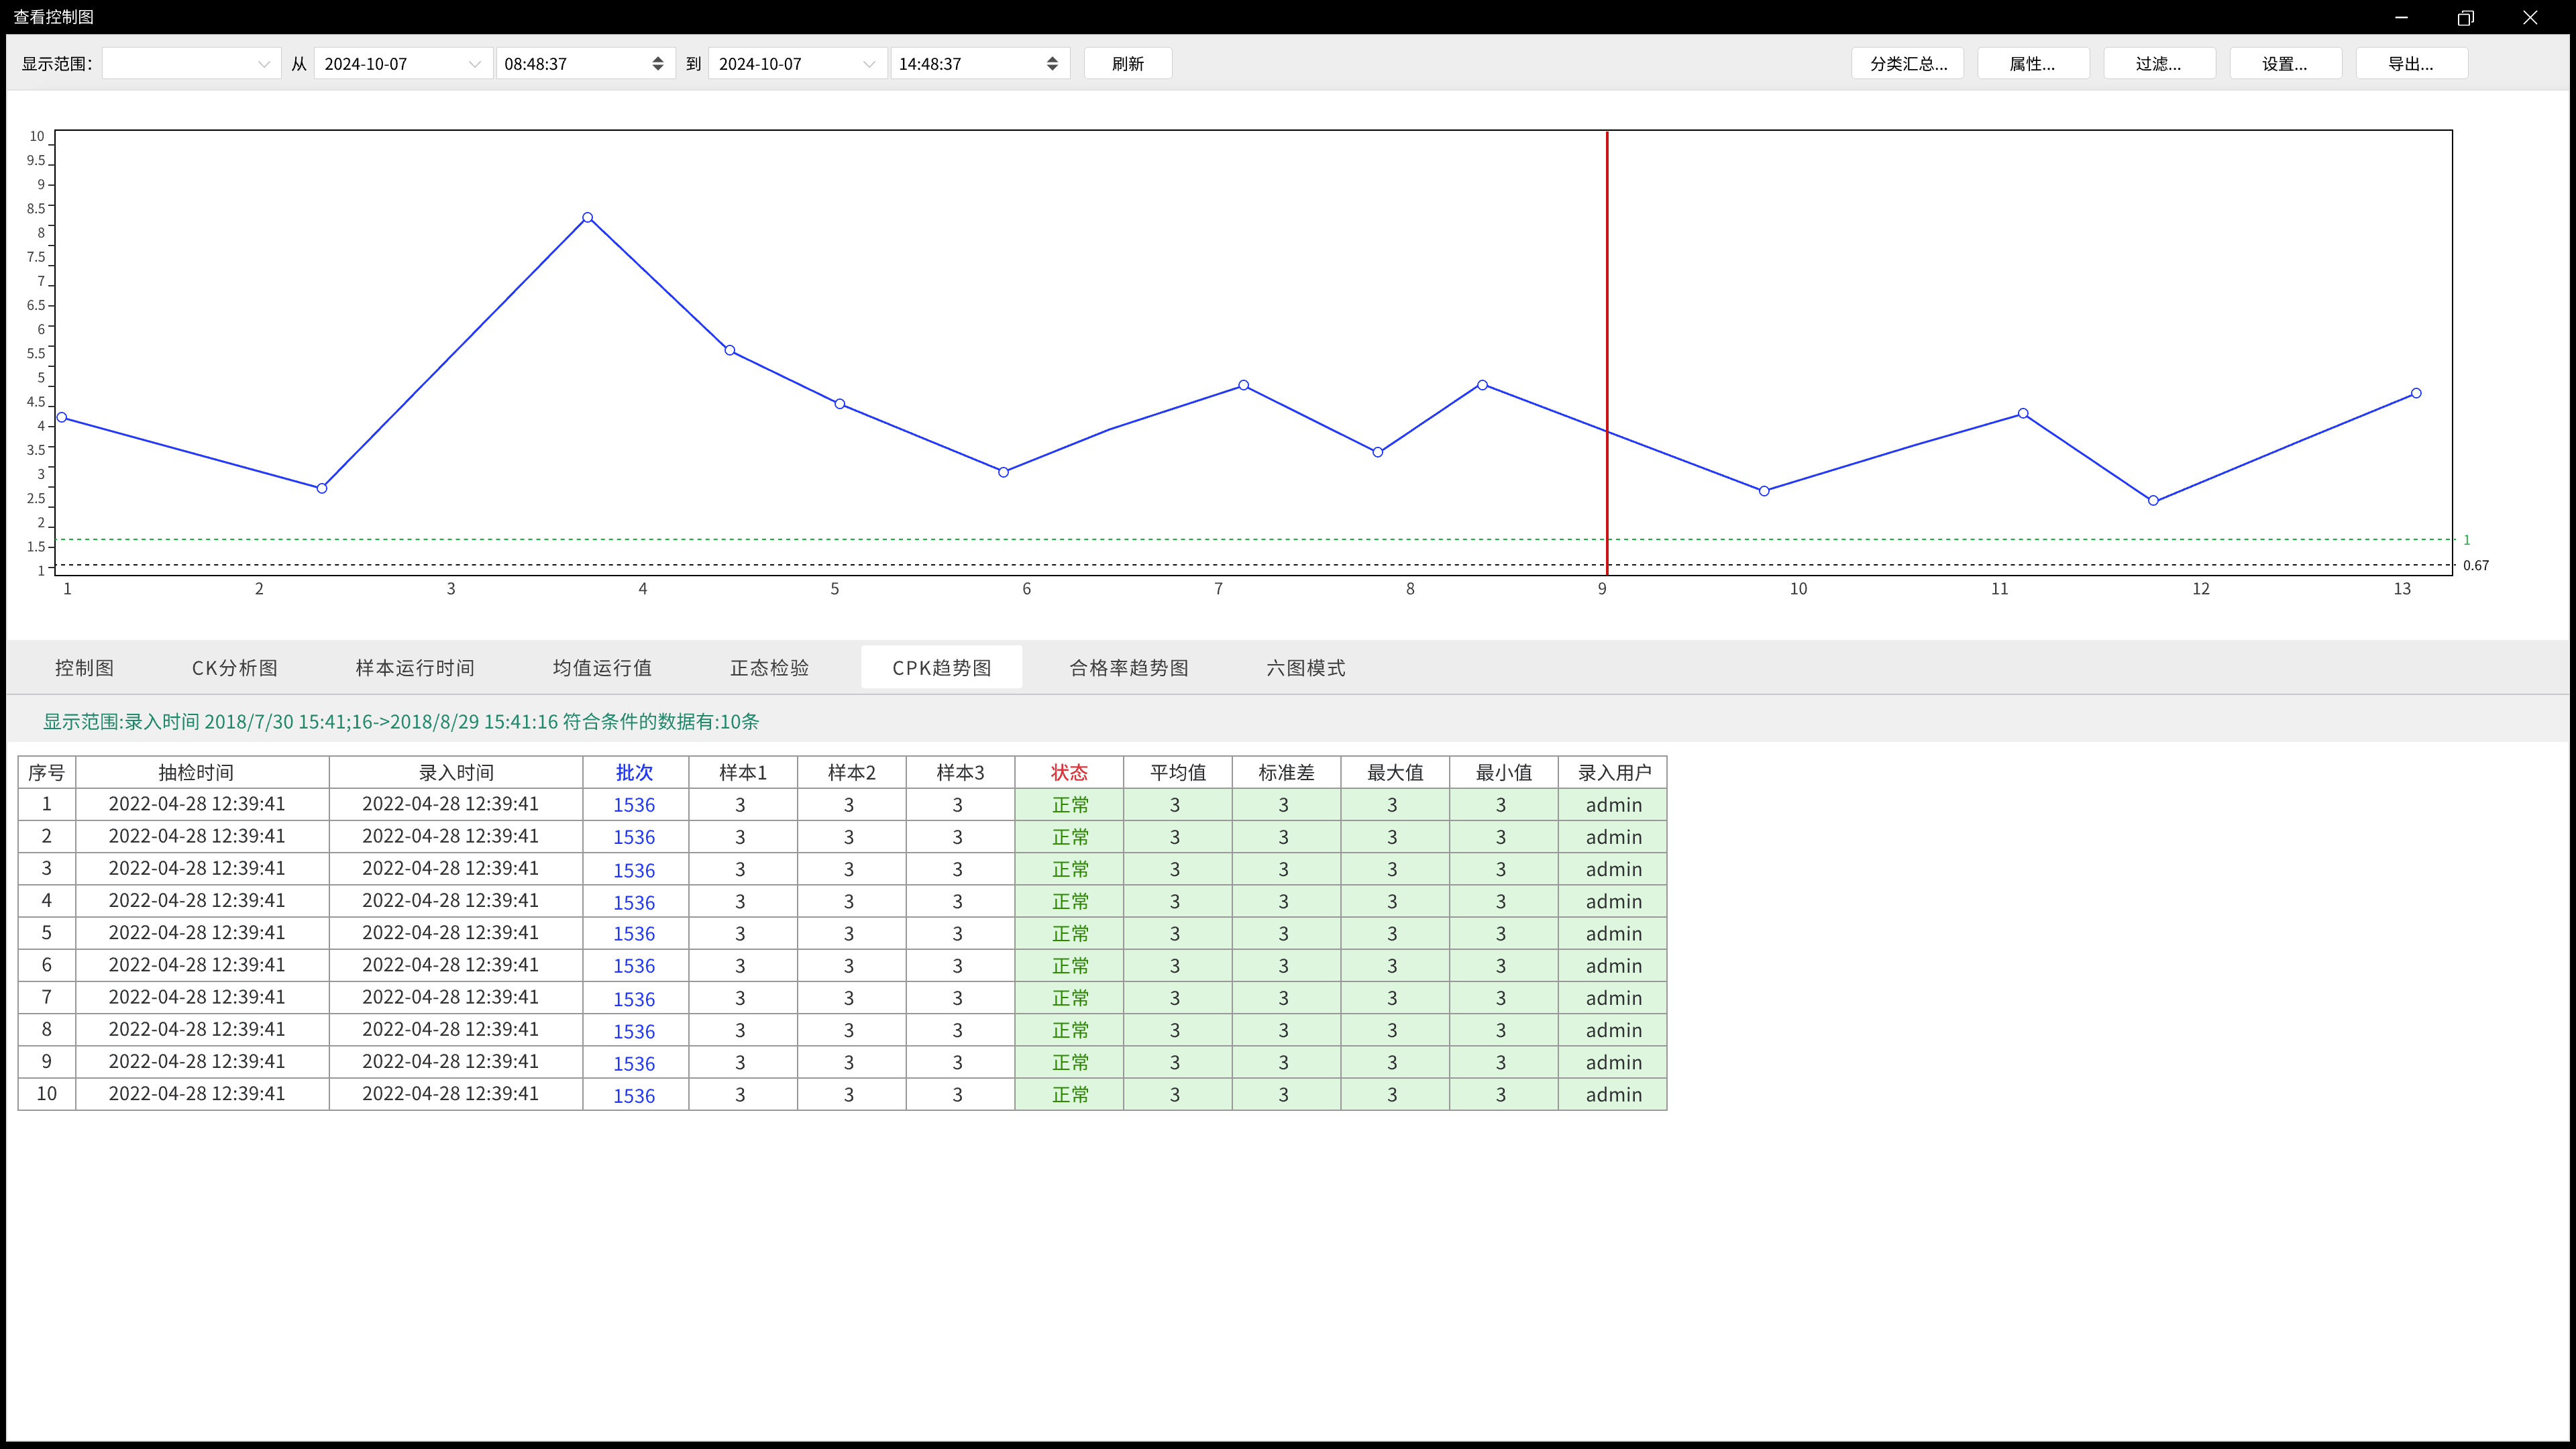 查看控制图
显示范围： 从 2024-10-07 08:48:37 到 2024-10-07 14:48:37 刷新 分类汇总... 属性... 过滤... 设置... 导出...
10
9.5
9
8.5
8
7.5
7
6.5
6
5.5
5
4.5
4
3.5
3
2.5
2
1.5
1
1
0.67
1 2 3 4 5 6 7 8 9 10 11 12 13
控制图 CK分析图 样本运行时间 均值运行值 正态检验 CPK趋势图 合格率趋势图 六图模式
显示范围:录入时间 2018/7/30 15:41;16->2018/8/29 15:41:16 符合条件的数据有:10条
序号 抽检时间 录入时间 批次 样本1 样本2 样本3 状态 平均值 标准差 最大值 最小值 录入用户
1 2022-04-28 12:39:41 2022-04-28 12:39:41 1536 3 3 3 正常 3 3 3 3 admin
2 2022-04-28 12:39:41 2022-04-28 12:39:41 1536 3 3 3 正常 3 3 3 3 admin
3 2022-04-28 12:39:41 2022-04-28 12:39:41 1536 3 3 3 正常 3 3 3 3 admin
4 2022-04-28 12:39:41 2022-04-28 12:39:41 1536 3 3 3 正常 3 3 3 3 admin
5 2022-04-28 12:39:41 2022-04-28 12:39:41 1536 3 3 3 正常 3 3 3 3 admin
6 2022-04-28 12:39:41 2022-04-28 12:39:41 1536 3 3 3 正常 3 3 3 3 admin
7 2022-04-28 12:39:41 2022-04-28 12:39:41 1536 3 3 3 正常 3 3 3 3 admin
8 2022-04-28 12:39:41 2022-04-28 12:39:41 1536 3 3 3 正常 3 3 3 3 admin
9 2022-04-28 12:39:41 2022-04-28 12:39:41 1536 3 3 3 正常 3 3 3 3 admin
10 2022-04-28 12:39:41 2022-04-28 12:39:41 1536 3 3 3 正常 3 3 3 3 admin